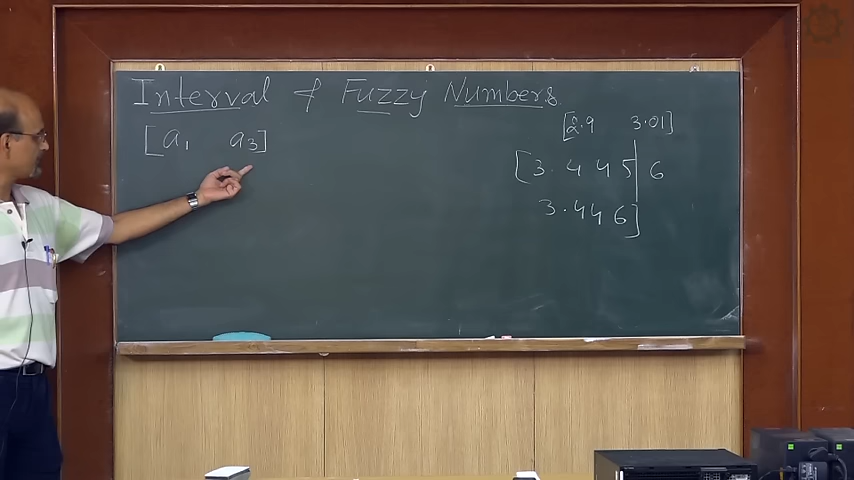 Interval & Fuzzy Numbers.
[a₁ a₃]
[2.9 3.01]
[3.445|6
3.446]